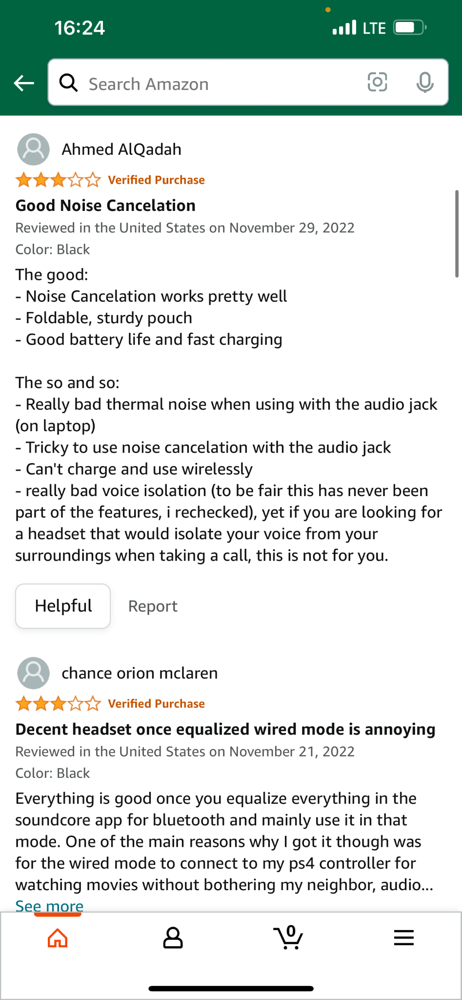 16:24
LTE
Search Amazon
Ahmed AlQadah
Verified Purchase
Good Noise Cancelation
Reviewed in the United States on November 29, 2022
Color: Black
The good:
- Noise Cancelation works pretty well
- Foldable, sturdy pouch
- Good battery life and fast charging
The so and so:
- Really bad thermal noise when using with the audio jack
(on laptop)
- Tricky to use noise cancelation with the audio jack
- Can't charge and use wirelessly
- really bad voice isolation (to be fair this has never been
part of the features, i rechecked), yet if you are looking for
a headset that would isolate your voice from your
surroundings when taking a call, this is not for you.
Helpful
Report
chance orion mclaren
Verified Purchase
Decent headset once equalized wired mode is annoying
Reviewed in the United States on November 21, 2022
Color: Black
Everything is good once you equalize everything in the
soundcore app for bluetooth and mainly use it in that
mode. One of the main reasons why I got it though was
for the wired mode to connect to my ps4 controller for
watching movies without bothering my neighbor, audio...
See more
0